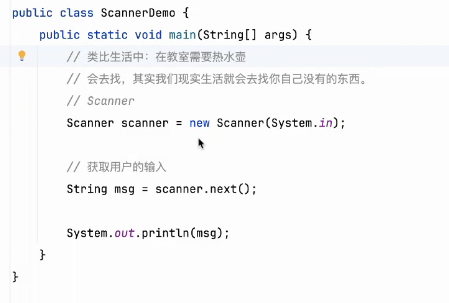 public class ScannerDemo {
public static void main(String[] args) {
// 类比生活中：在教室需要热水壶
// 会去找，其实我们现实生活就会去找你自己没有的东西。
// Scanner
Scanner scanner = new Scanner(System.in);
// 获取用户的输入
String msg = scanner.next();
System.out.println(msg);
}
}